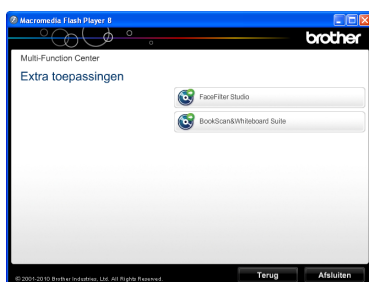 Macromedia Flash Player 8
brother
Multi-Function Center
Extra toepassingen
FaceFilter Studio
BookScan&Whiteboard Suite
© 2001-2010 Brother Industries, Ltd. All Rights Reserved.
Terug
Afsluiten